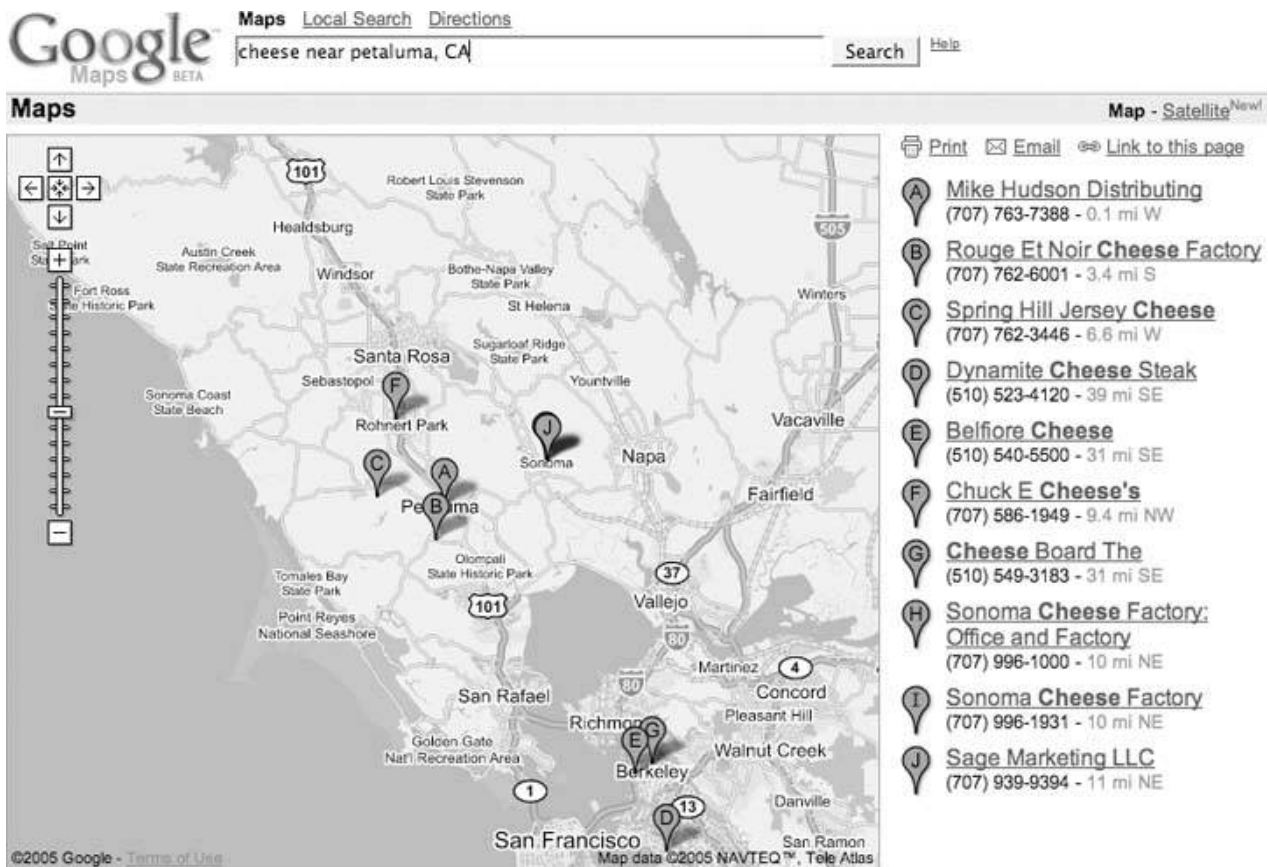 Google
Maps BETA
Maps Local Search Directions
cheese near petaluma, CA
Search
Help
Maps
Map - Satellite New!
Print Email Link to this page
A Mike Hudson Distributing
(707) 763-7388 - 0.1 mi W
B Rouge Et Noir Cheese Factory
(707) 762-6001 - 3.4 mi S
C Spring Hill Jersey Cheese
(707) 762-3446 - 6.6 mi W
D Dynamite Cheese Steak
(510) 523-4120 - 39 mi SE
E Belfiore Cheese
(510) 540-5500 - 31 mi SE
F Chuck E Cheese's
(707) 586-1949 - 9.4 mi NW
G Cheese Board The
(510) 549-3183 - 31 mi SE
H Sonoma Cheese Factory:
Office and Factory
(707) 996-1000 - 10 mi NE
I Sonoma Cheese Factory
(707) 996-1931 - 10 mi NE
J Sage Marketing LLC
(707) 939-9394 - 11 mi NE
101
Robert Louis Stevenson
State Park
Healdsburg
505
Austin Creek
State Recreation Area
Windsor
Bothe-Napa Valley
State Park
Fort Ross
State Historic Park
St Helena
Winters
Santa Rosa
Sugarloaf Ridge
State Park
Sebastopol
F
Yountville
Sonoma Coast
State Beach
Rohnert Park
J
Sonoma
Vacaville
Napa
C
A
B
Fairfield
Olompali
State Historic Park
Tomales Bay
State Park
37
101
Vallejo
Point Reyes
National Seashore
80
Martinez
4
80
San Rafael
Concord
Pleasant Hill
G
E
Golden Gate
Nat'l Recreation Area
Walnut Creek
Berkeley
1
13
D
Danville
San Francisco
San Ramon
©2005 Google - Terms of Use
Map data ©2005 NAVTEQ™, Tele Atlas